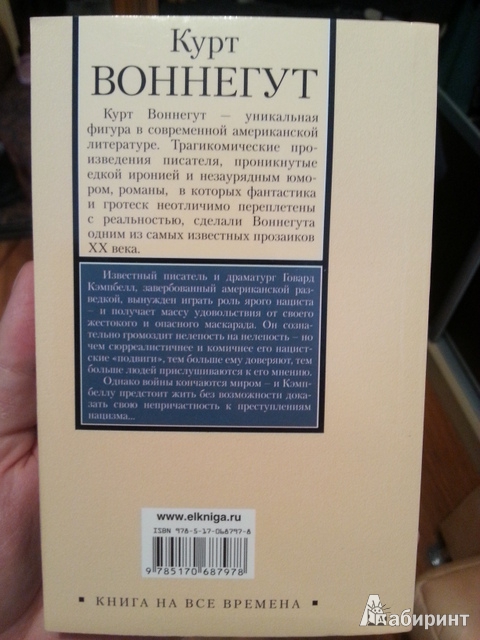 Курт
ВОННЕГУТ
Курт Воннегут — уникальная
фигура в современной американской
литературе. Трагикомические про-
изведения писателя, проникнутые
едкой иронией и незаурядным юмо-
ром, романы, в которых фантастика
и гротеск неотличимо переплетены
с реальностью, сделали Воннегута
одним из самых известных прозаиков
XX века.
Известный писатель и драматург Говард
Кэмпбелл, завербованный американской раз-
ведкой, вынужден играть роль ярого нациста
– и получает массу удовольствия от своего
жестокого и опасного маскарада. Он созна-
тельно громоздит нелепость на нелепость – но
чем сюрреалистичнее и комичнее его нацист-
ские «подвиги», тем больше ему доверяют, тем
больше людей прислушиваются к его мнению.
Однако войны кончаются миром – и Кэмп-
беллу предстоит жить без возможности дока-
зать свою непричастность к преступлениям
нацизма...
www.elkniga.ru
ISBN 978-5-17-068797-8
9 785170 687978
КНИГА НА ВСЕ ВРЕМЕНА
Лабиринт